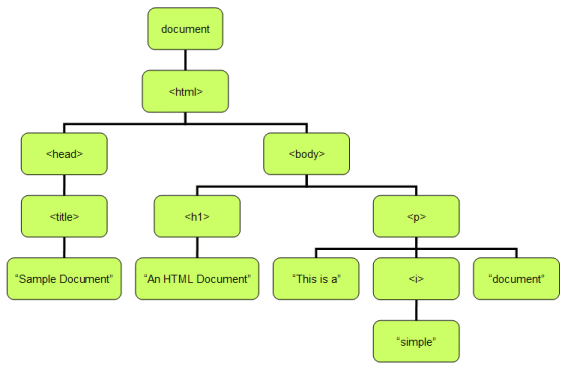 document
<html>
<head>
<body>
<title>
<h1>
<p>
“Sample Document”
“An HTML Document”
“This is a”
<i>
“document”
“simple”